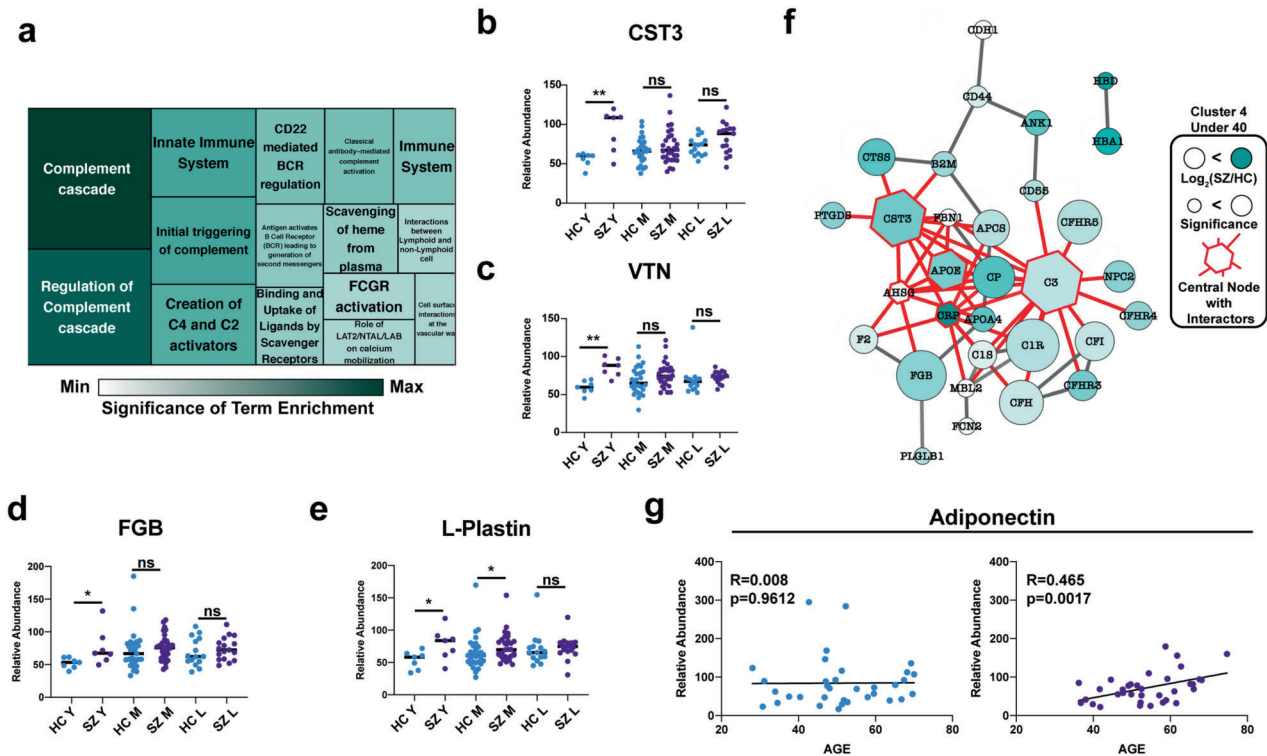 a
Complement
cascade
Regulation of
Complement
cascade
Innate Immune
System
Initial triggering
of complement
Creation of
C4 and C2
activators
CD22
mediated
BCR
regulation
Classical
antibody–mediated
complement
activation
Immune
System
Antigen activates
B Cell Receptor
(BCR) leading to
generation of
second messengers
Scavenging
of heme
from
plasma
Interactions
between
Lymphoid and
non–Lymphoid
cell
Binding and
Uptake of
Ligands by
Scavenger
Receptors
FCGR
activation
Role of
LAT2/NTAL/LAB
on calcium
mobilization
Cell surface
interactions
at the
vascular wa
Min
Max
Significance of Term Enrichment
b
CST3
Relative Abundance
150
100
50
0
**
ns
ns
HC Y
SZ Y
HC M
SZ M
HC L
SZ L
c
VTN
Relative Abundance
150
100
50
0
**
ns
ns
HC Y
SZ Y
HC M
SZ M
HC L
SZ L
d
FGB
Relative Abundance
200
150
100
50
0
*
ns
ns
HC Y
SZ Y
HC M
SZ M
HC L
SZ L
e
L-Plastin
Relative Abundance
200
150
100
50
0
*
*
ns
HC Y
SZ Y
HC M
SZ M
HC L
SZ L
f
CDH1
CD44
HBD
HBA1
ANK1
CTSS
B2M
CD55
PTGDS
CST3
FBN1
APCS
CFHR5
APOE
CP
C3
NPC2
AHSG
CRP
APOA4
CFHR4
F2
C1S
C1R
CFI
FGB
MBL2
CFHR3
CFH
FCN2
PLGLB1
Cluster 4
Under 40
<
Log2(SZ/HC)
<
Significance
Central Node
with
Interactors
g
Adiponectin
Relative Abundance
400
300
200
100
0
R=0.008
p=0.9612
20
40
60
80
AGE
Relative Abundance
400
300
200
100
0
R=0.465
p=0.0017
20
40
60
80
AGE